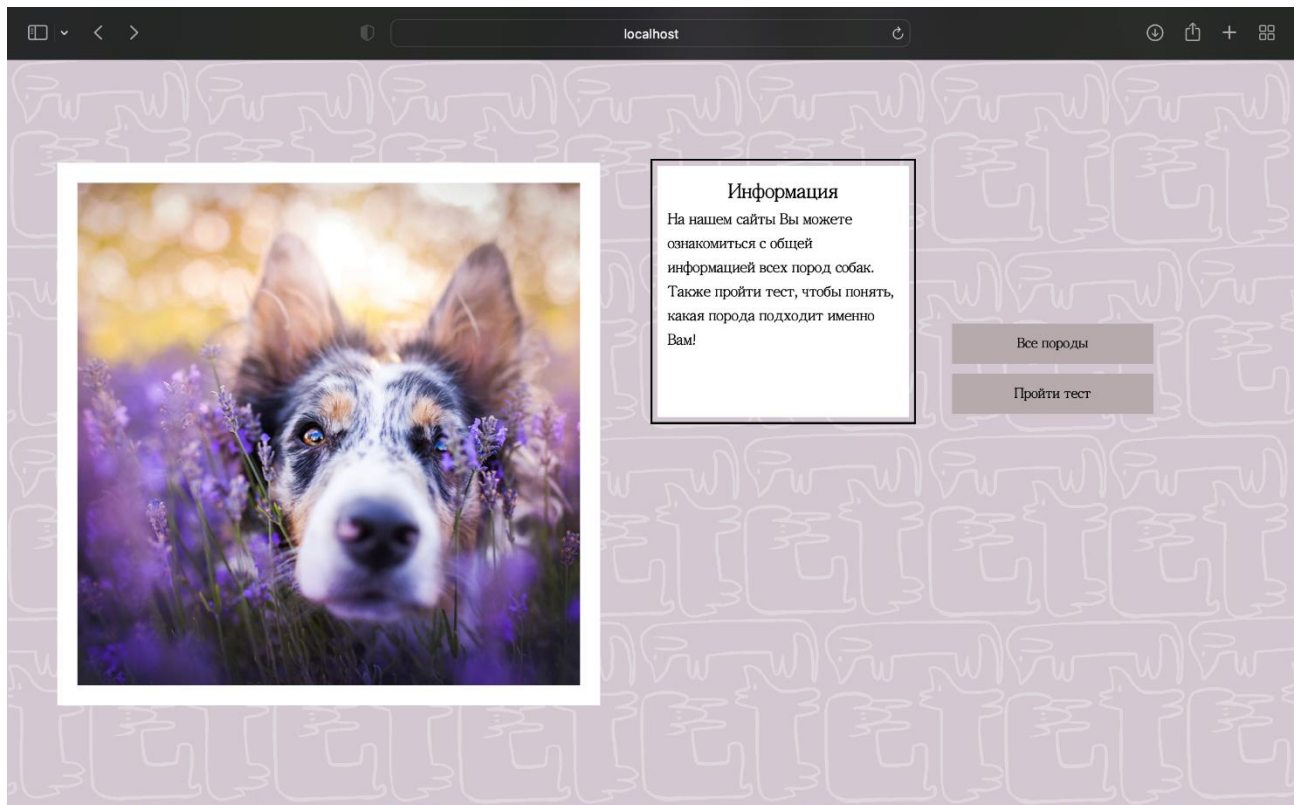 localhost
Информация
На нашем сайты Вы можете
ознакомиться с общей
информацией всех пород собак.
Также пройти тест, чтобы понять,
какая порода подходит именно
Вам!
Все породы
Пройти тест